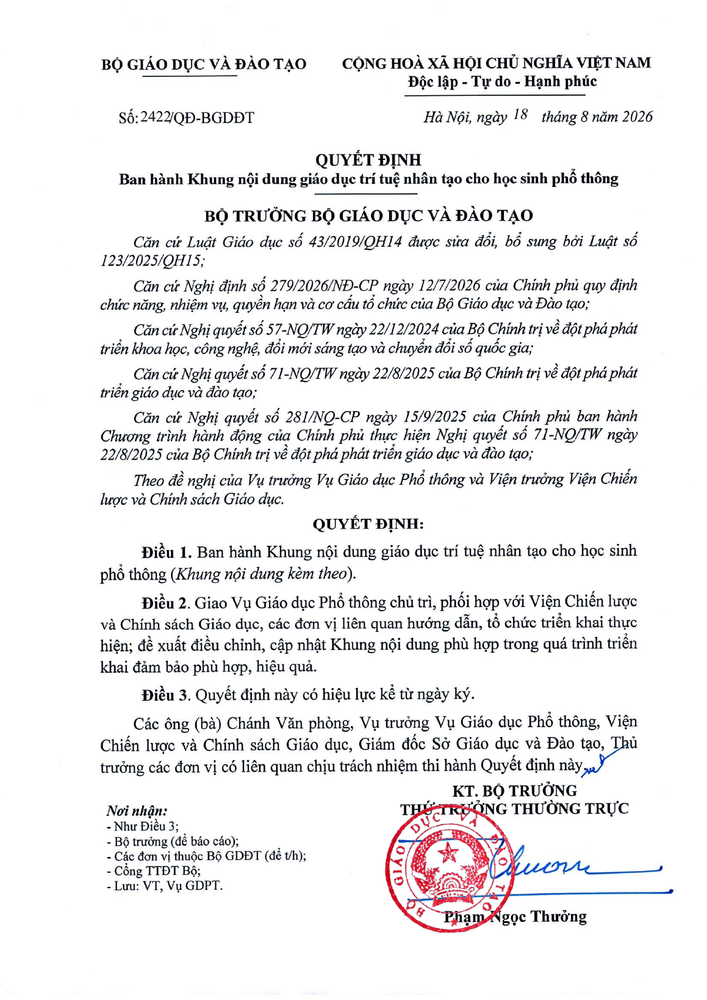 BỘ GIÁO DỤC VÀ ĐÀO TẠO
CỘNG HOÀ XÃ HỘI CHỦ NGHĨA VIỆT NAM
Độc lập - Tự do - Hạnh phúc
Số: 2422/QĐ-BGDĐT
Hà Nội, ngày 18 tháng 8 năm 2026
QUYẾT ĐỊNH
Ban hành Khung nội dung giáo dục trí tuệ nhân tạo cho học sinh phổ thông
BỘ TRƯỞNG BỘ GIÁO DỤC VÀ ĐÀO TẠO
Căn cứ Luật Giáo dục số 43/2019/QH14 được sửa đổi, bổ sung bởi Luật số
123/2025/QH15;
Căn cứ Nghị định số 279/2026/NĐ-CP ngày 12/7/2026 của Chính phủ quy định
chức năng, nhiệm vụ, quyền hạn và cơ cấu tổ chức của Bộ Giáo dục và Đào tạo;
Căn cứ Nghị quyết số 57-NQ/TW ngày 22/12/2024 của Bộ Chính trị về đột phá phát
triển khoa học, công nghệ, đổi mới sáng tạo và chuyển đổi số quốc gia;
Căn cứ Nghị quyết số 71-NQ/TW ngày 22/8/2025 của Bộ Chính trị về đột phá phát
triển giáo dục và đào tạo;
Căn cứ Nghị quyết số 281/NQ-CP ngày 15/9/2025 của Chính phủ ban hành
Chương trình hành động của Chính phủ thực hiện Nghị quyết số 71-NQ/TW ngày
22/8/2025 của Bộ Chính trị về đột phá phát triển giáo dục và đào tạo;
Theo đề nghị của Vụ trưởng Vụ Giáo dục Phổ thông và Viện trưởng Viện Chiến
lược và Chính sách Giáo dục.
QUYẾT ĐỊNH:
Điều 1. Ban hành Khung nội dung giáo dục trí tuệ nhân tạo cho học sinh
phổ thông (Khung nội dung kèm theo).
Điều 2. Giao Vụ Giáo dục Phổ thông chủ trì, phối hợp với Viện Chiến lược
và Chính sách Giáo dục, các đơn vị liên quan hướng dẫn, tổ chức triển khai thực
hiện; đề xuất điều chỉnh, cập nhật Khung nội dung phù hợp trong quá trình triển
khai đảm bảo phù hợp, hiệu quả.
Điều 3. Quyết định này có hiệu lực kể từ ngày ký.
Các ông (bà) Chánh Văn phòng, Vụ trưởng Vụ Giáo dục Phổ thông, Viện
Chiến lược và Chính sách Giáo dục, Giám đốc Sở Giáo dục và Đào tạo, Thủ
trưởng các đơn vị có liên quan chịu trách nhiệm thi hành Quyết định này.
Nơi nhận:
- Như Điều 3;
- Bộ trưởng (để báo cáo);
- Các đơn vị thuộc Bộ GDĐT (để t/h);
- Cổng TTĐT Bộ;
- Lưu: VT, Vụ GDPT.
KT. BỘ TRƯỞNG
THỨ TRƯỞNG THƯỜNG TRỰC
BỘ GIÁO DỤC VÀ ĐÀO TẠO
VIỆT NAM
Phạm Ngọc Thưởng